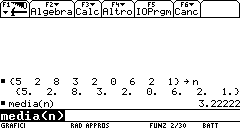 F1 F2 Algebra F3 Calc F4 Altro F5 IOPrgm F6 Canc
(5 2 8 3 2 0 6 2 1)→n
(5. 2. 8. 3. 2. 0. 6. 2. 1.)
media(n) 3.22222
media(n)
GRAFICI RAD APPROS FUNZ 2/30 BATT